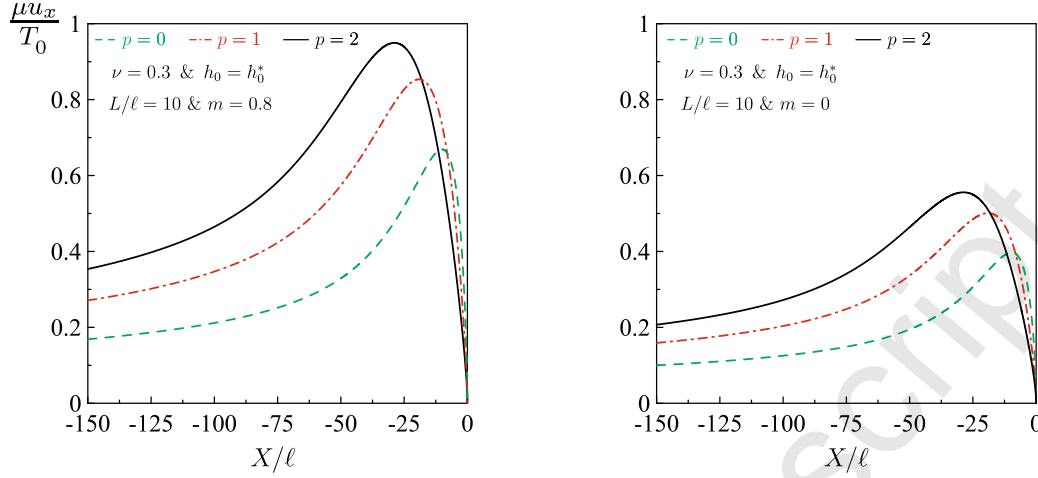 μu_x / T_0
1
0.8
0.6
0.4
0.2
0
-150
-125
-100
-75
-50
-25
0
X/ℓ
p = 0
p = 1
p = 2
ν = 0.3 & h_0 = h_0^*
L/ℓ = 10 & m = 0.8
1
0.8
0.6
0.4
0.2
0
-150
-125
-100
-75
-50
-25
0
X/ℓ
p = 0
p = 1
p = 2
ν = 0.3 & h_0 = h_0^*
L/ℓ = 10 & m = 0
script